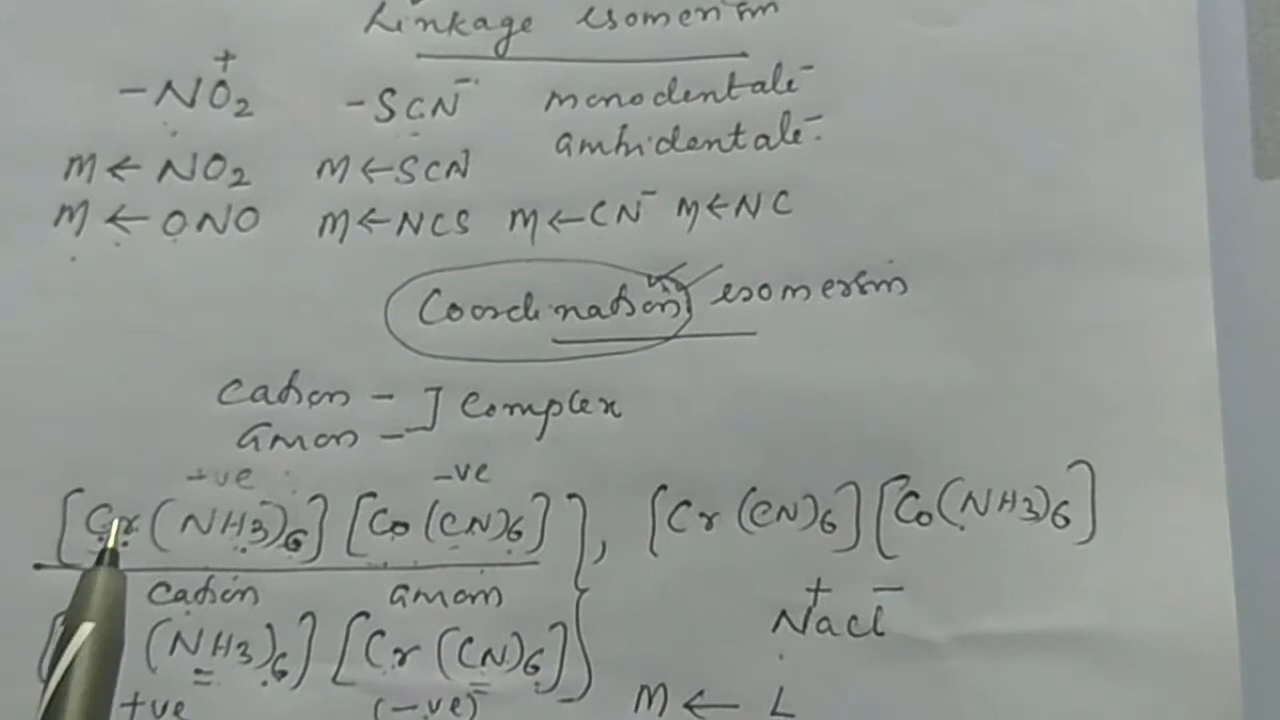 Linkage isomerism
-NO2+ -SCN- monodentate
ambidentate
M←NO2 M←SCN
M←ONO M←NCS M←CN- M←NC
Coordination isomerism
cation - ] complex
anion -
+ve -ve
[Cr(NH3)6] [Co(CN)6] }, [Cr(CN)6] [Co(NH3)6]
cation anion
+ -
NaCl
(NH3)6] [Cr(CN)6]
+ve (-ve) M ← L